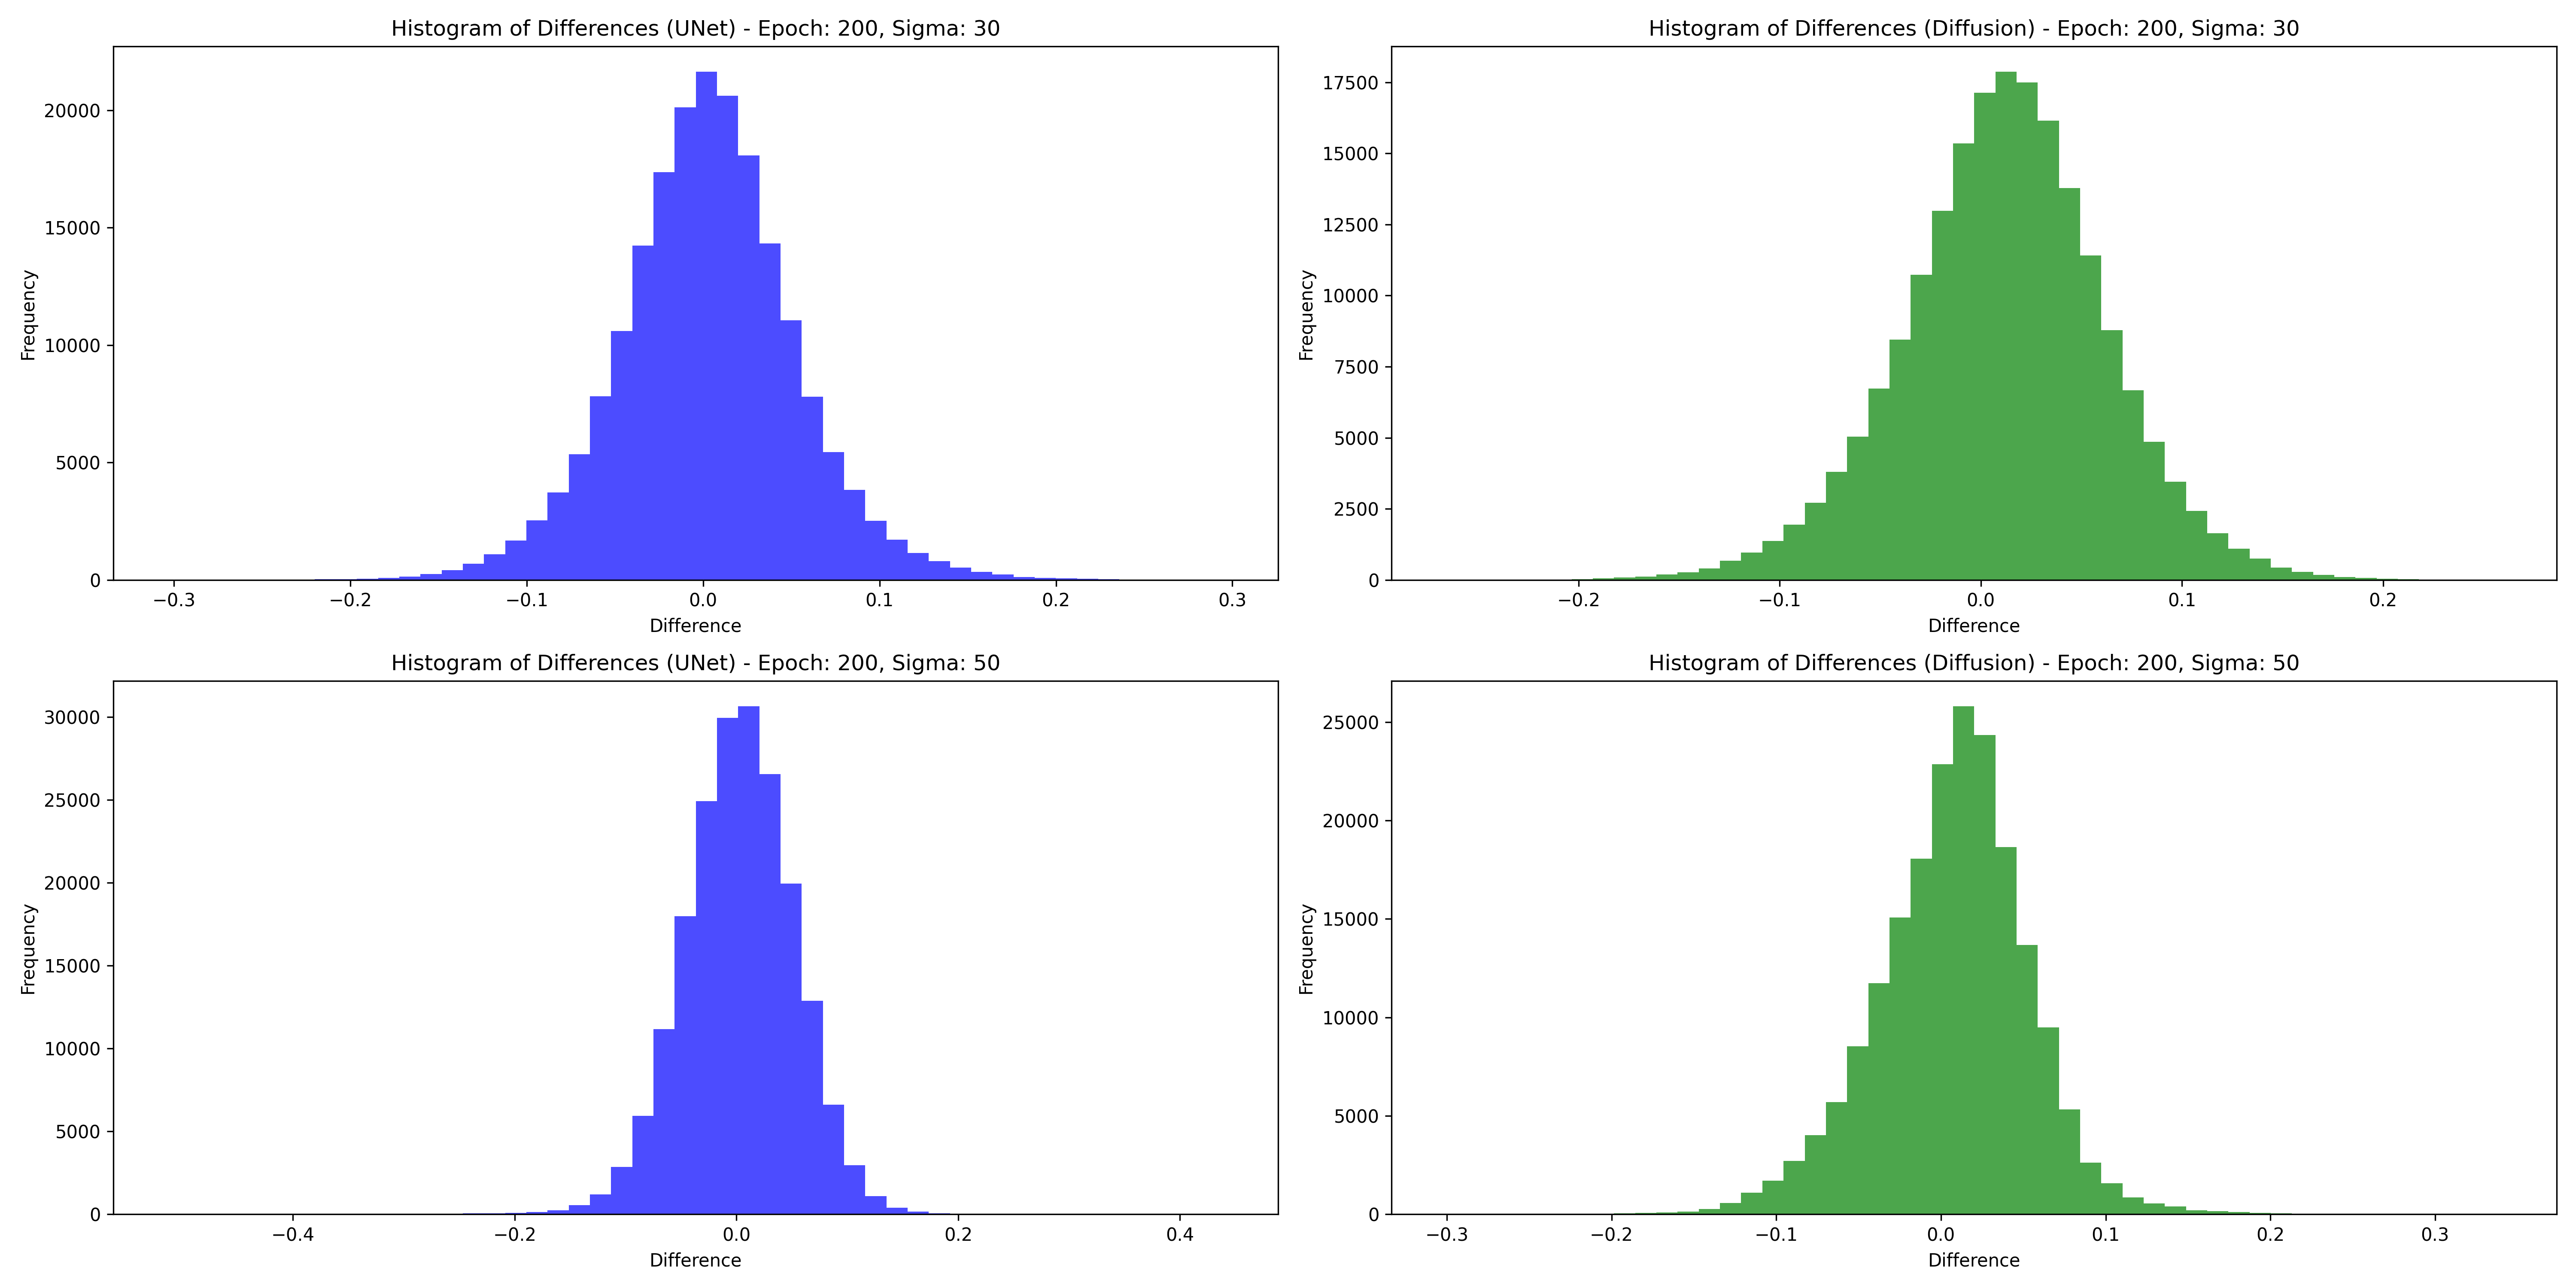 Histogram of Differences (UNet) - Epoch: 200, Sigma: 30
Frequency
20000
15000
10000
5000
0
−0.3 −0.2 −0.1 0.0 0.1 0.2 0.3
Difference
Histogram of Differences (Diffusion) - Epoch: 200, Sigma: 30
Frequency
17500
15000
12500
10000
7500
5000
2500
0
−0.2 −0.1 0.0 0.1 0.2
Difference
Histogram of Differences (UNet) - Epoch: 200, Sigma: 50
Frequency
30000
25000
20000
15000
10000
5000
0
−0.4 −0.2 0.0 0.2 0.4
Difference
Histogram of Differences (Diffusion) - Epoch: 200, Sigma: 50
Frequency
25000
20000
15000
10000
5000
0
−0.3 −0.2 −0.1 0.0 0.1 0.2 0.3
Difference